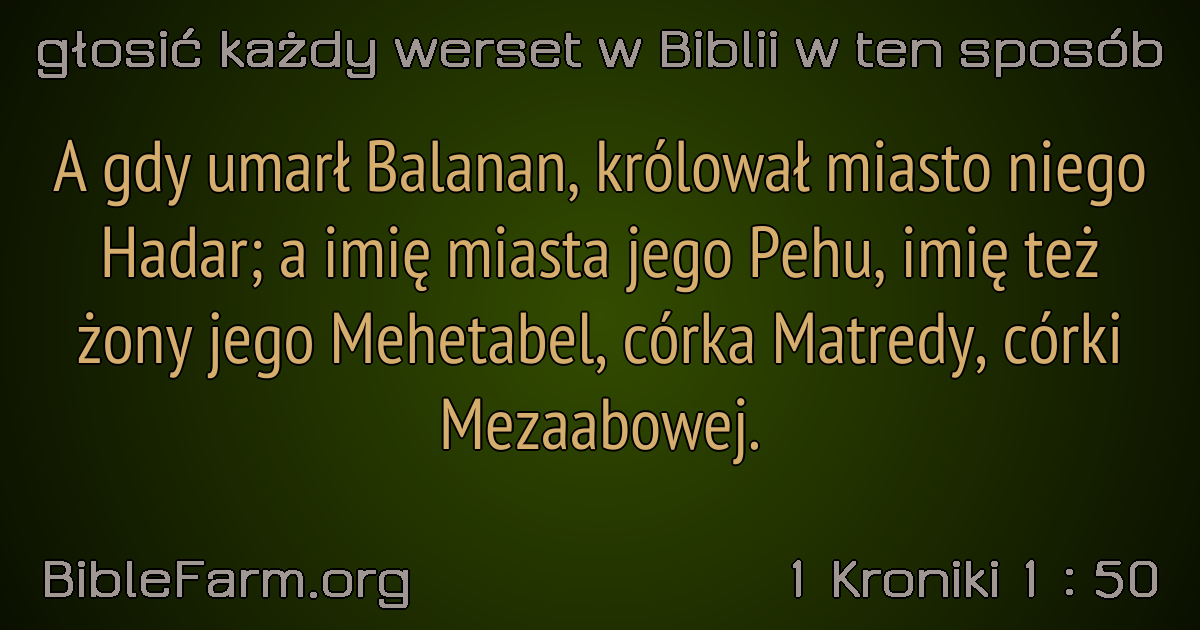 głosić każdy werset w Biblii w ten sposób
A gdy umarł Balanan, królował miasto niego
Hadar; a imię miasta jego Pehu, imię też
żony jego Mehetabel, córka Matredy, córki
Mezaabowej.
BibleFarm.org
1 Kroniki 1 : 50